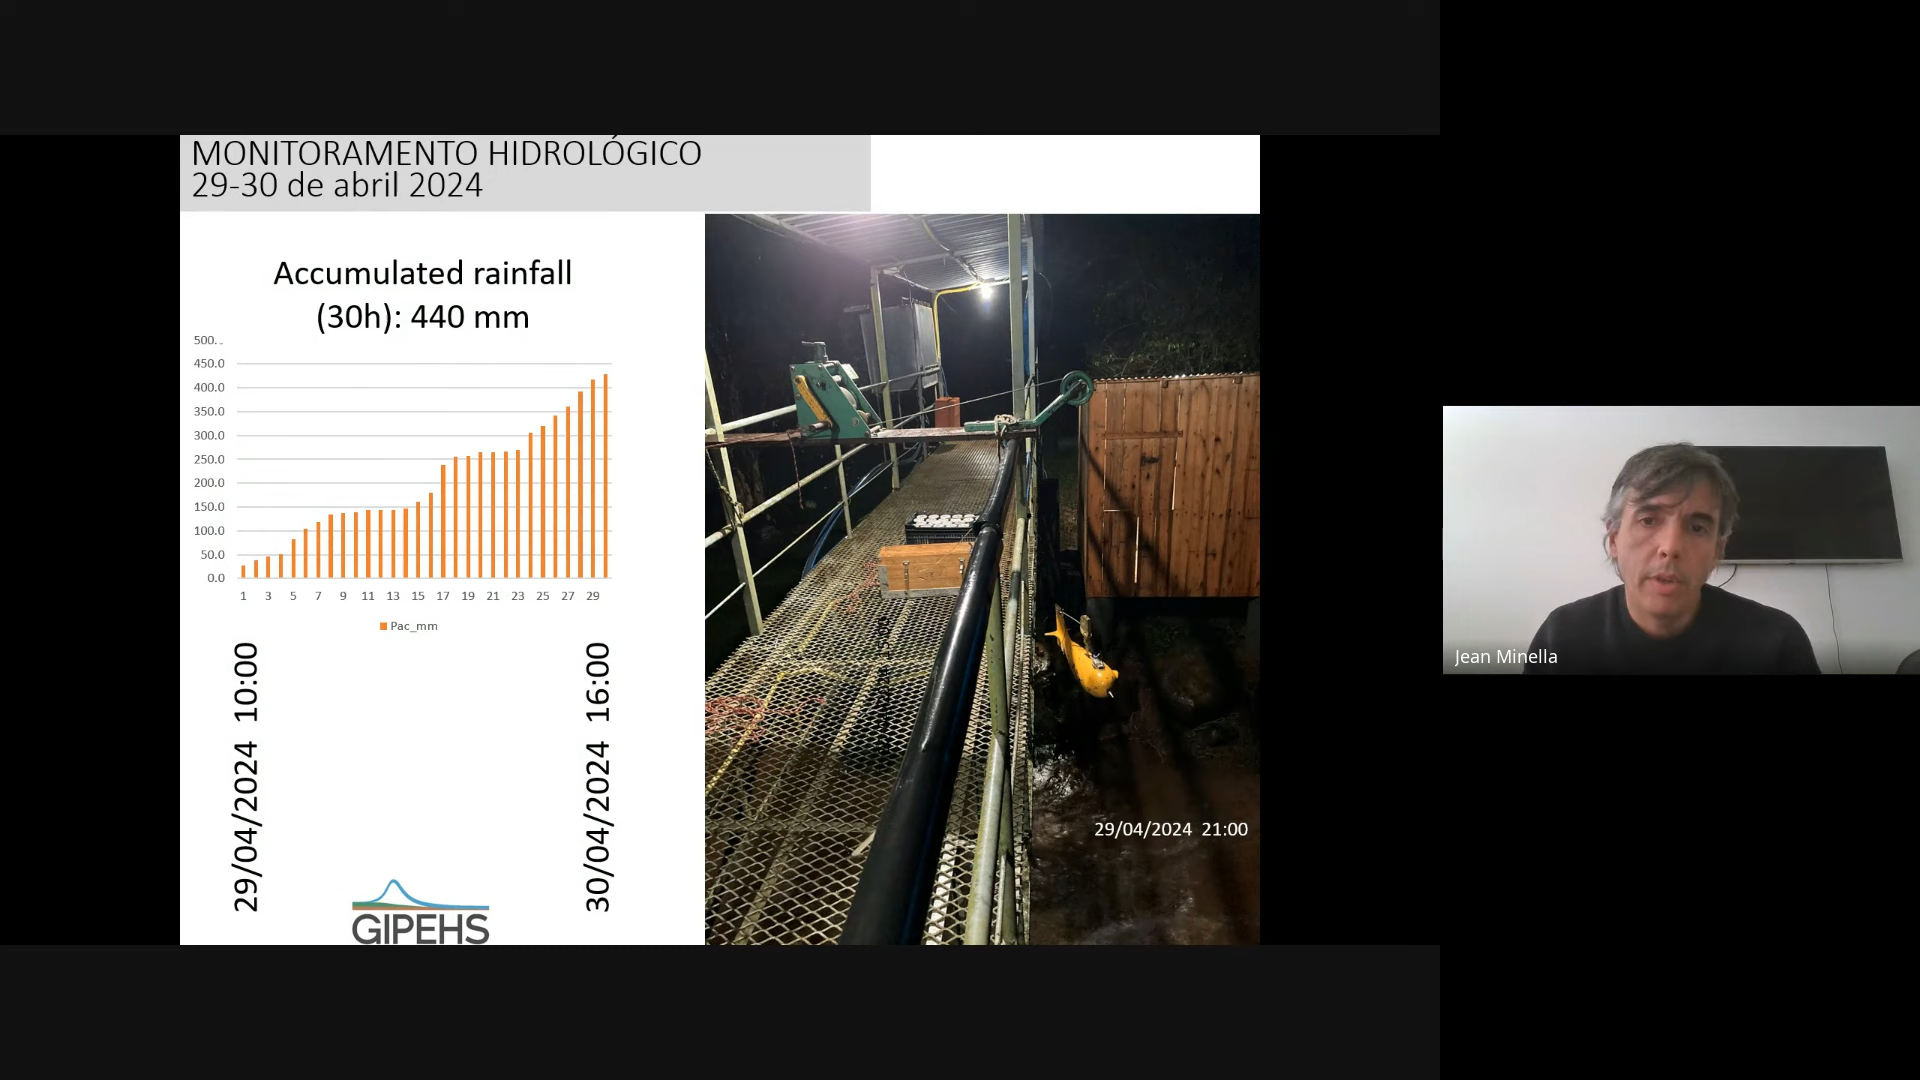 MONITORAMENTO HIDROLÓGICO
29-30 de abril 2024
Accumulated rainfall
(30h): 440 mm
500.
450.0
400.0
350.0
300.0
250.0
200.0
150.0
100.0
50.0
0.0
1 3 5 7 9 11 13 15 17 19 21 23 25 27 29
Pac_mm
29/04/2024 10:00
30/04/2024 16:00
GIPEHS
29/04/2024 21:00
Jean Minella